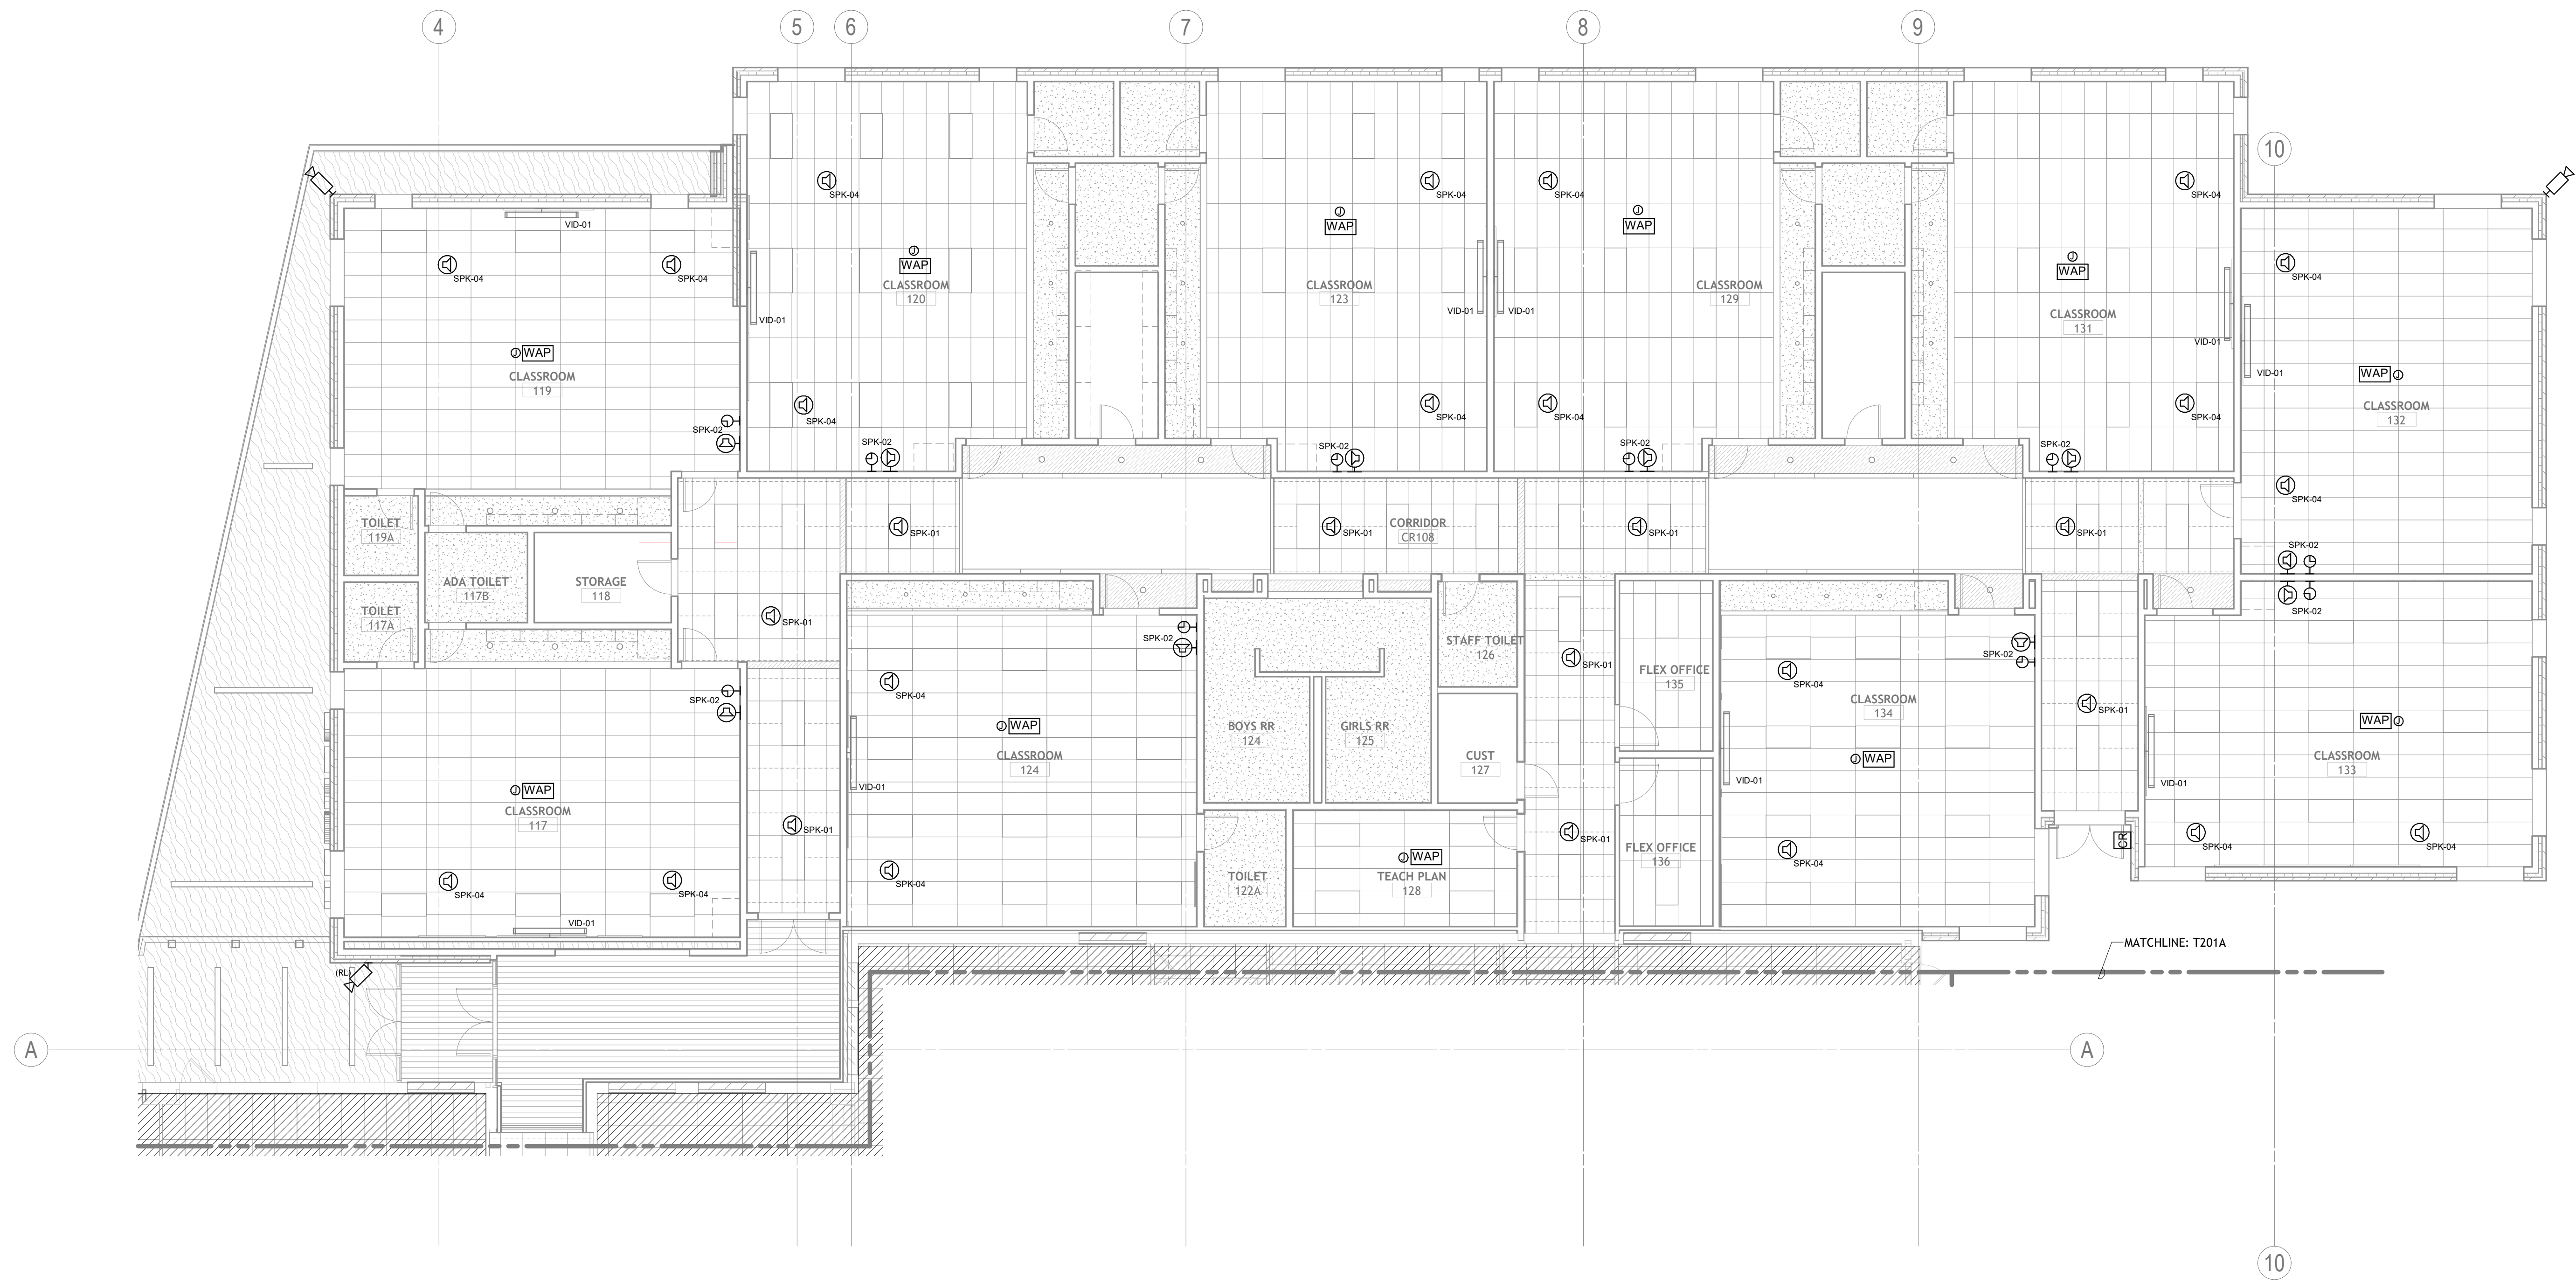 4
5
6
7
8
9
10
SPK-04
SPK-04
SPK-04
SPK-04
VID-01
SPK-04
SPK-04
J
WAP
CLASSROOM
120
J
WAP
CLASSROOM
123
J
WAP
CLASSROOM
129
J
WAP
CLASSROOM
131
SPK-04
VID-01
VID-01
VID-01
VID-01
VID-01
J WAP
CLASSROOM
119
WAP J
CLASSROOM
132
SPK-04
SPK-04
SPK-04
SPK-04
SPK-02
SPK-02
SPK-02
SPK-02
SPK-02
SPK-04
TOILET
119A
SPK-01
SPK-01
CORRIDOR
CR108
SPK-01
SPK-01
SPK-02
ADA TOILET
117B
STORAGE
118
TOILET
117A
SPK-01
SPK-02
SPK-02
STAFF TOILET
126
SPK-01
FLEX OFFICE
135
SPK-02
SPK-04
SPK-04
CLASSROOM
134
SPK-02
SPK-01
J WAP
CLASSROOM
124
BOYS RR
124
GIRLS RR
125
CUST
127
WAP J
CLASSROOM
133
J WAP
VID-01
VID-01
VID-01
J WAP
CLASSROOM
117
SPK-01
SPK-01
SPK-04
SPK-04
SPK-04
CR
FLEX OFFICE
136
J WAP
TEACH PLAN
128
TOILET
122A
SPK-04
SPK-04
SPK-04
VID-01
MATCHLINE: T201A
(RL)
A
A
10